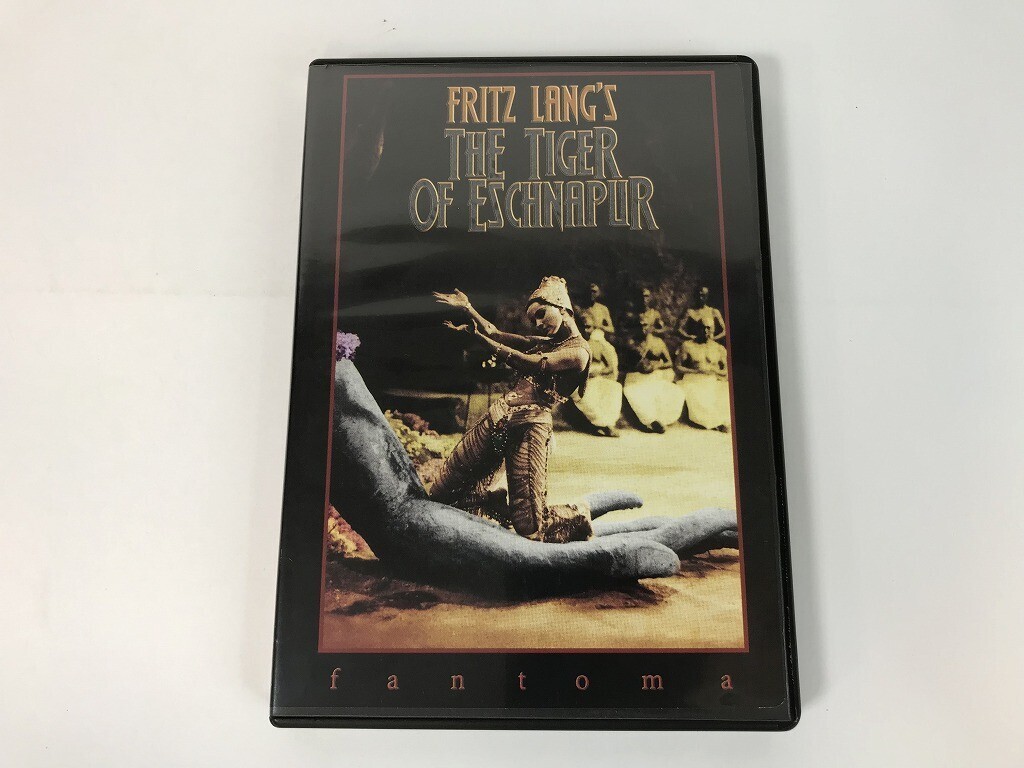 FRITZ LANG'S
THE TIGER
OF ESCHNAPUR
fantoma